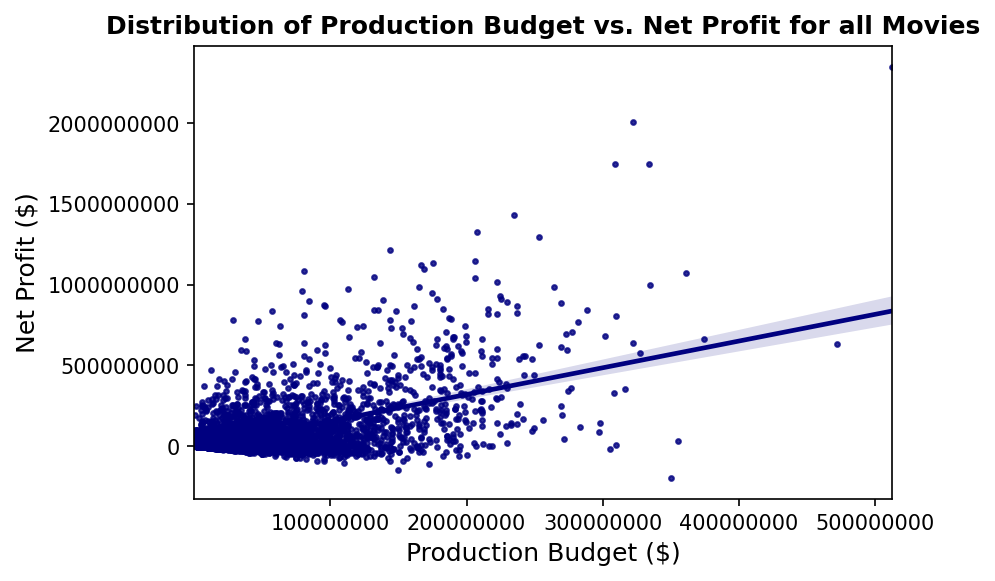 Distribution of Production Budget vs. Net Profit for all Movies
Net Profit ($)
2000000000
1500000000
1000000000
500000000
0
100000000 200000000 300000000 400000000 500000000
Production Budget ($)